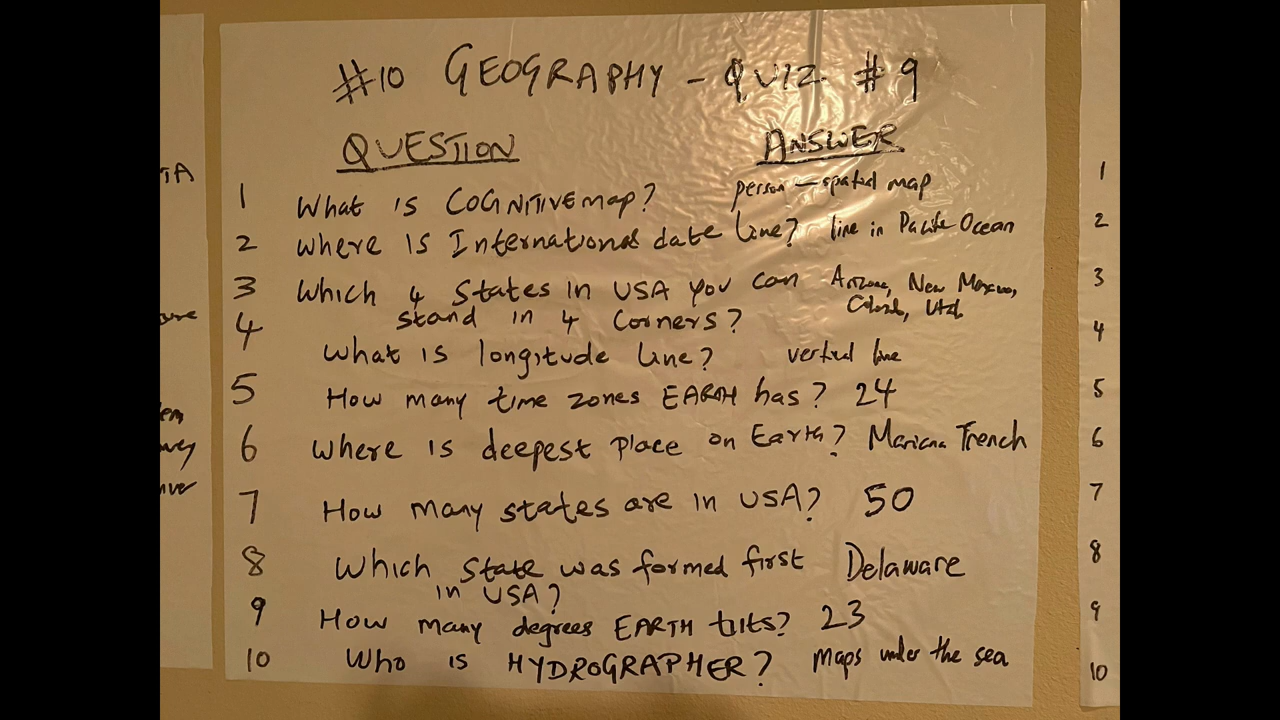 #10 GEOGRAPHY - QUIZ #9
QUESTION ANSWER
1 What is COGNITIVE map? person - spatial map
2 where is International date line? line in Pacific Ocean
3 Which 4 States in USA you can Arizona, New Mexico,
stand in 4 Corners? Colorado, Utah
4 What is longitude line? vertical line
5 How many time zones EARTH has? 24
6 Where is deepest place on Earth? Mariana Trench
7 How many states are in USA? 50
8 Which State was formed first Delaware
in USA?
9 How many degrees EARTH tilts? 23
10 Who is HYDROGRAPHER? Maps under the sea
1
2
3
4
5
6
7
8
9
10